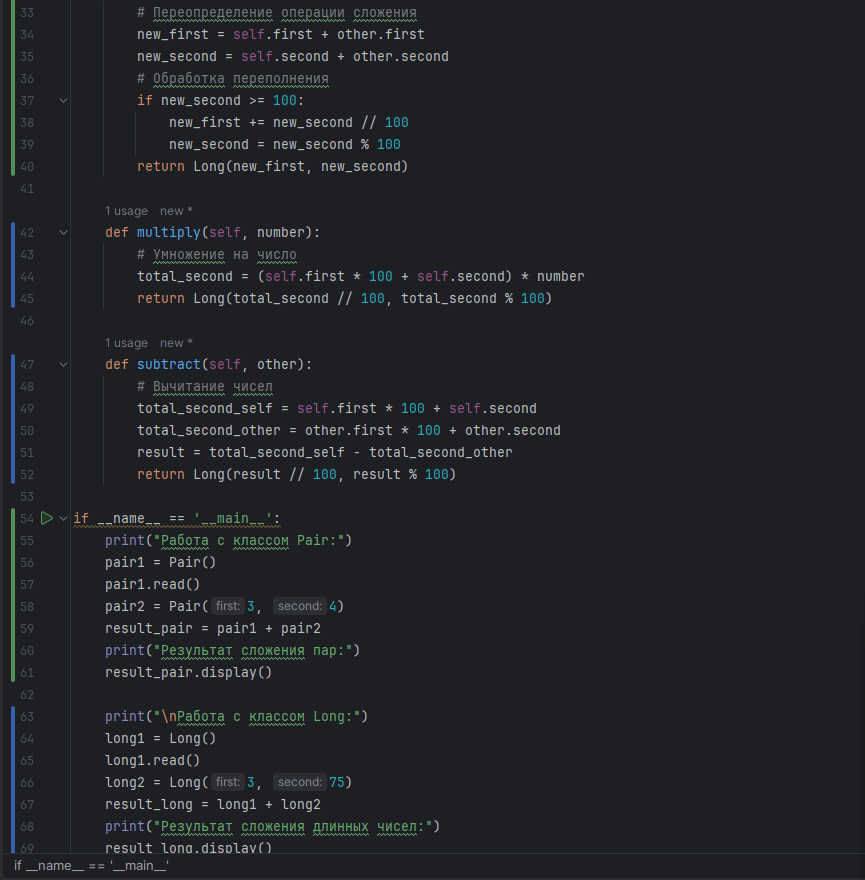 33 # Переопределение операции сложения
34 new_first = self.first + other.first
35 new_second = self.second + other.second
36 # Обработка переполнения
37 if new_second >= 100:
38 new_first += new_second // 100
39 new_second = new_second % 100
40 return Long(new_first, new_second)
41
1 usage new *
42 def multiply(self, number):
43 # Умножение на число
44 total_second = (self.first * 100 + self.second) * number
45 return Long(total_second // 100, total_second % 100)
46
1 usage new *
47 def subtract(self, other):
48 # Вычитание чисел
49 total_second_self = self.first * 100 + self.second
50 total_second_other = other.first * 100 + other.second
51 result = total_second_self - total_second_other
52 return Long(result // 100, result % 100)
53
54 if __name__ == '__main__':
55 print("Работа с классом Pair:")
56 pair1 = Pair()
57 pair1.read()
58 pair2 = Pair( first: 3, second: 4)
59 result_pair = pair1 + pair2
60 print("Результат сложения пар:")
61 result_pair.display()
62
63 print("\nРабота с классом Long:")
64 long1 = Long()
65 long1.read()
66 long2 = Long( first: 3, second: 75)
67 result_long = long1 + long2
68 print("Результат сложения длинных чисел:")
69 result_long.display()
if __name__ == '__main__'